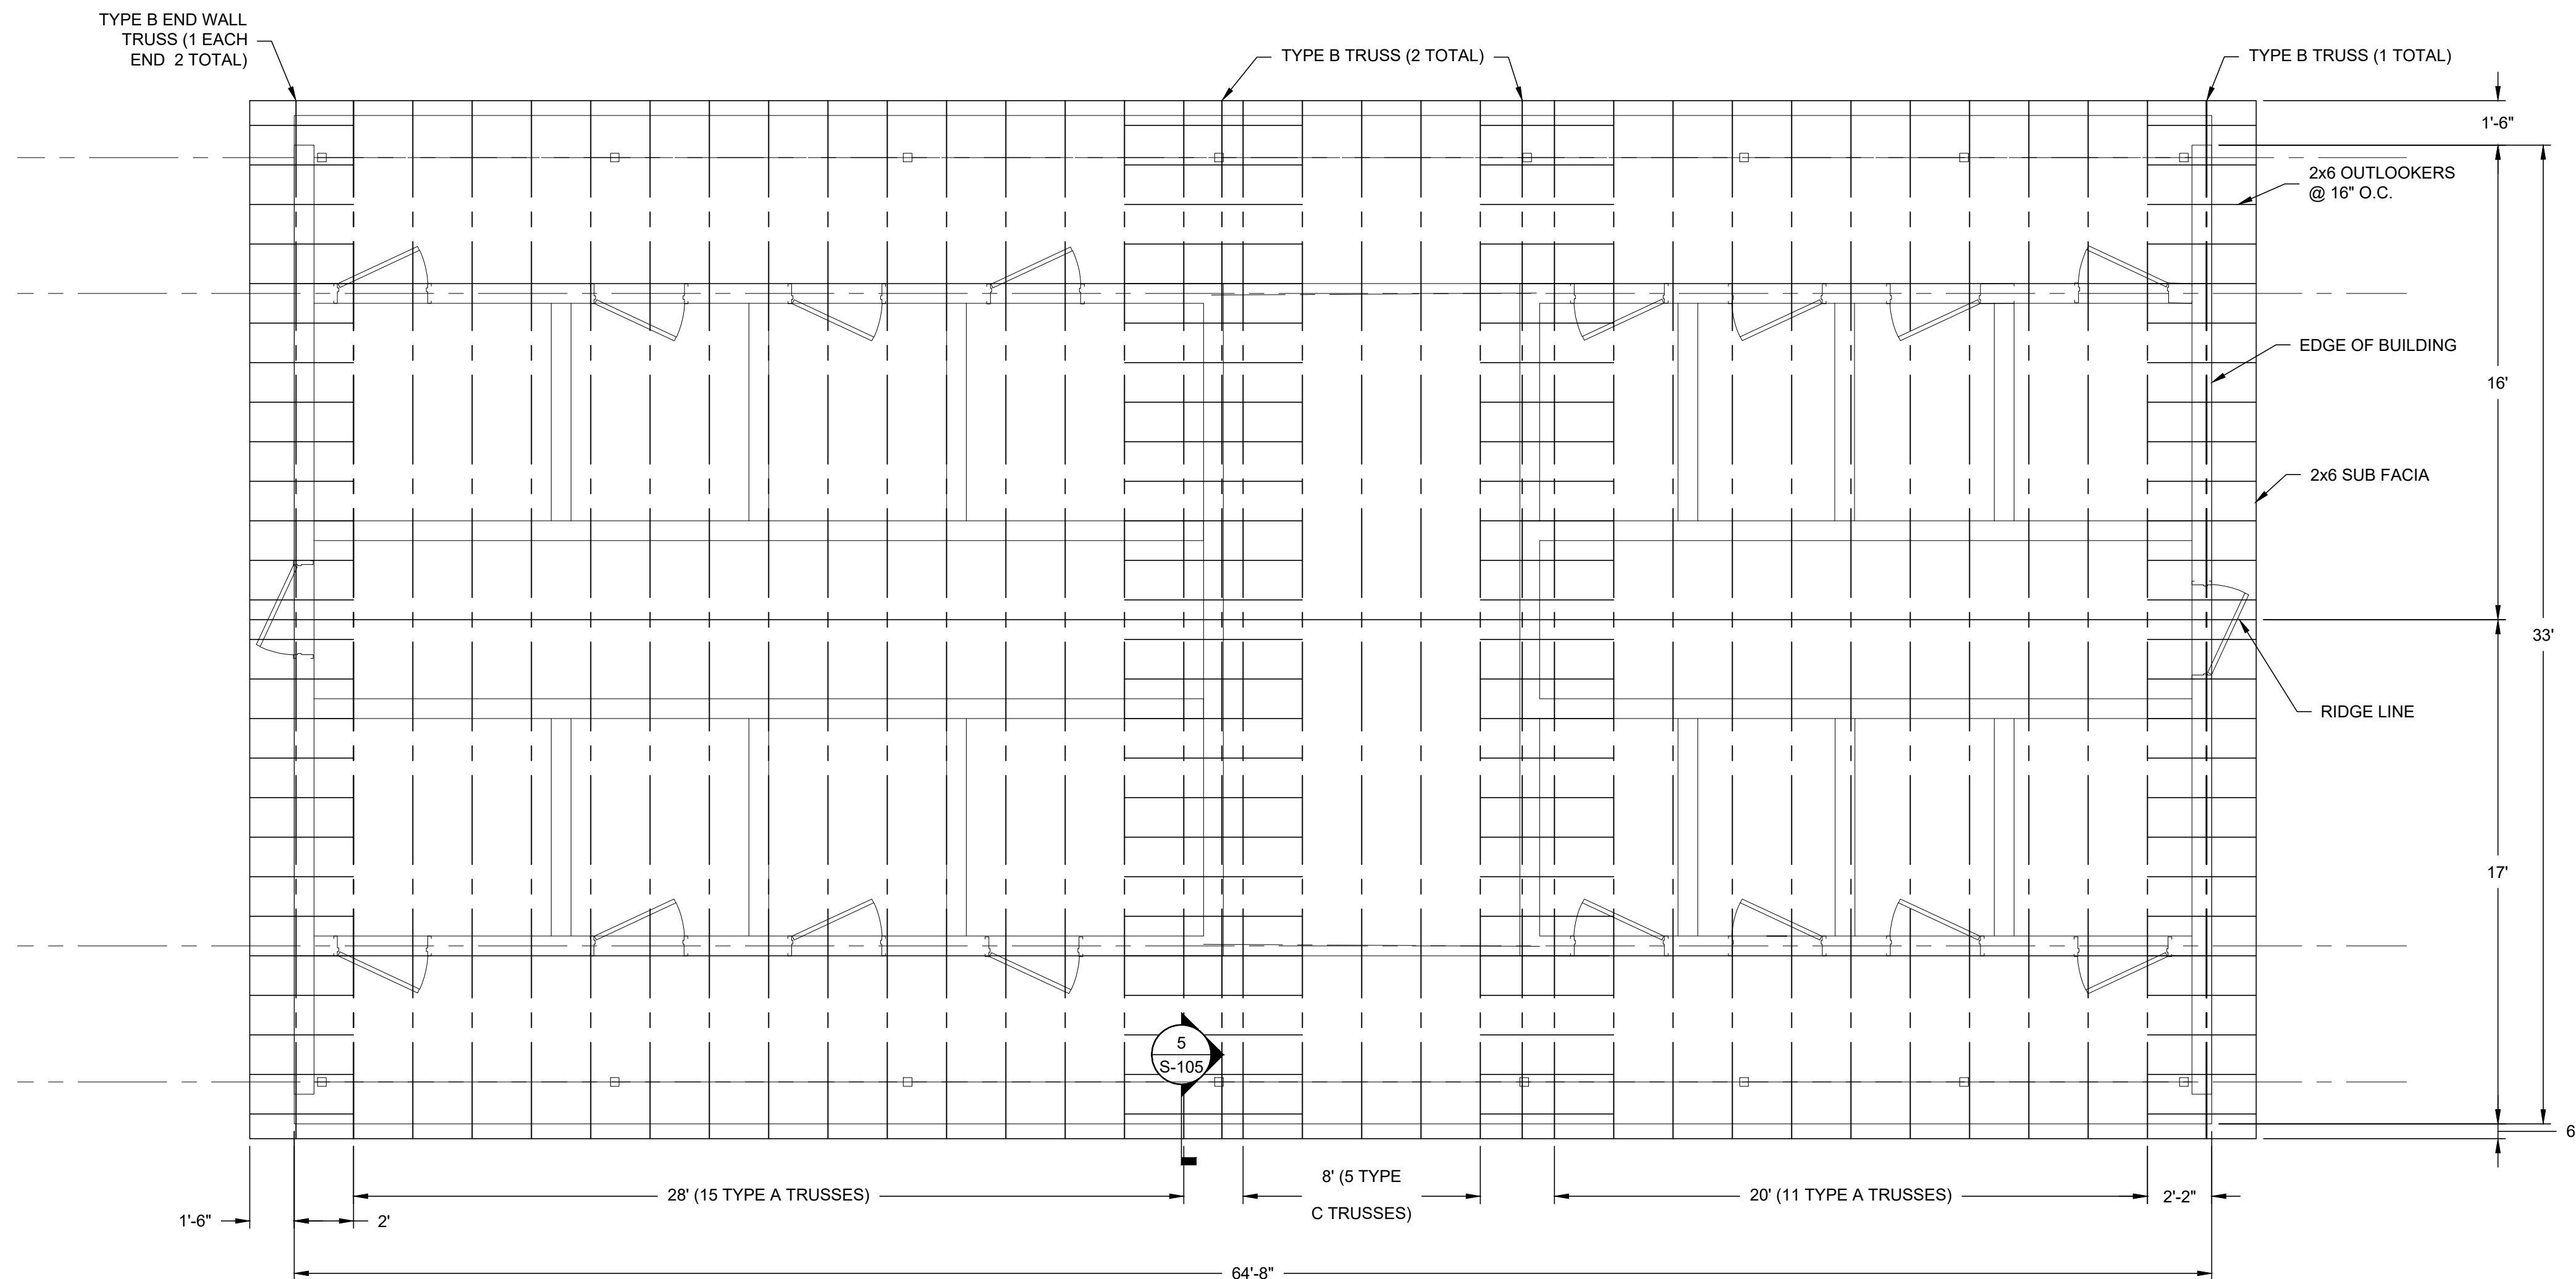 TYPE B END WALL
TRUSS (1 EACH
END 2 TOTAL)
TYPE B TRUSS (2 TOTAL)
TYPE B TRUSS (1 TOTAL)
1'-6"
2x6 OUTLOOKERS
@ 16" O.C.
EDGE OF BUILDING
16'
2x6 SUB FACIA
33'
RIDGE LINE
17'
5
S-105
6
28' (15 TYPE A TRUSSES)
8' (5 TYPE
C TRUSSES)
20' (11 TYPE A TRUSSES)
2'-2"
1'-6"
2'
64'-8"